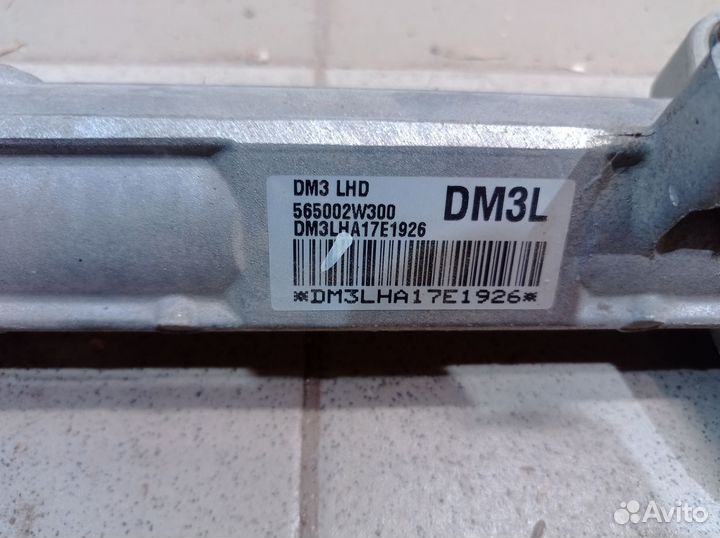 DM3 LHD
565002W300
DM3LHA17E1926
DM3L
*DM3LHA17E1926*
Avito